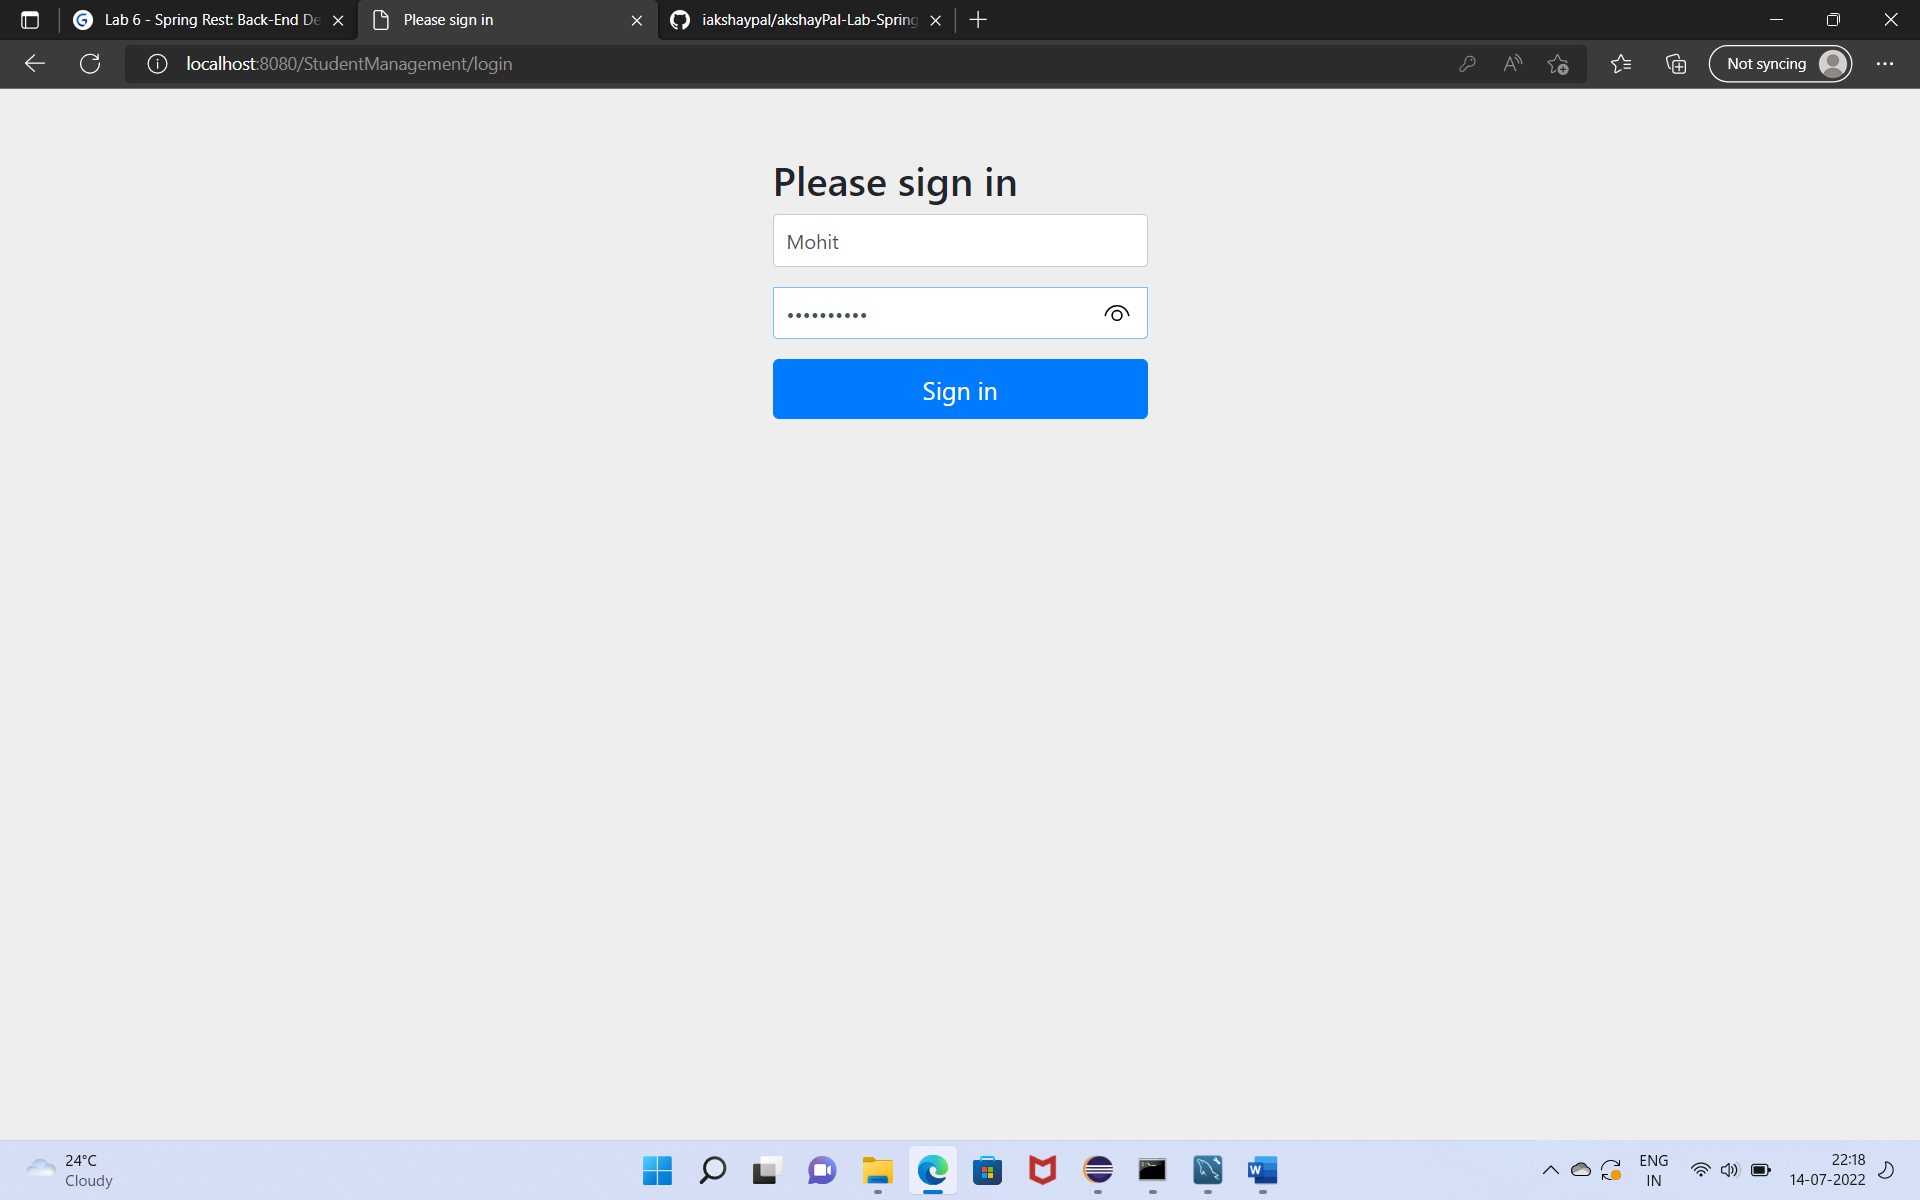 Lab 6 - Spring Rest: Back-End De
Please sign in
iakshaypal/akshayPal-Lab-Spring
localhost:8080/StudentManagement/login
Not syncing
Please sign in
Mohit
••••••••••
Sign in
24°C
Cloudy
ENG
IN
22:18
14-07-2022